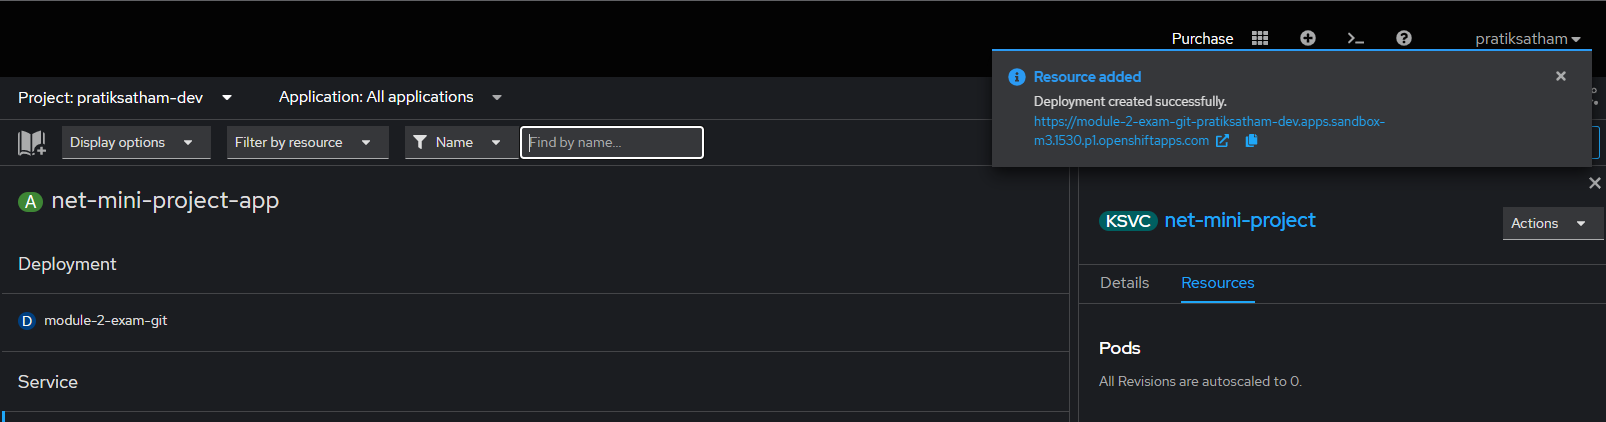 Purchase
pratiksatham
Resource added
Deployment created successfully.
https://module-2-exam-git-pratiksatham-dev.apps.sandbox-
m3.1530.p1.openshiftapps.com
Project: pratiksatham-dev
Application: All applications
Display options
Filter by resource
Name
Find by name...
A net-mini-project-app
Deployment
D module-2-exam-git
Service
KSVC net-mini-project
Actions
Details
Resources
Pods
All Revisions are autoscaled to 0.